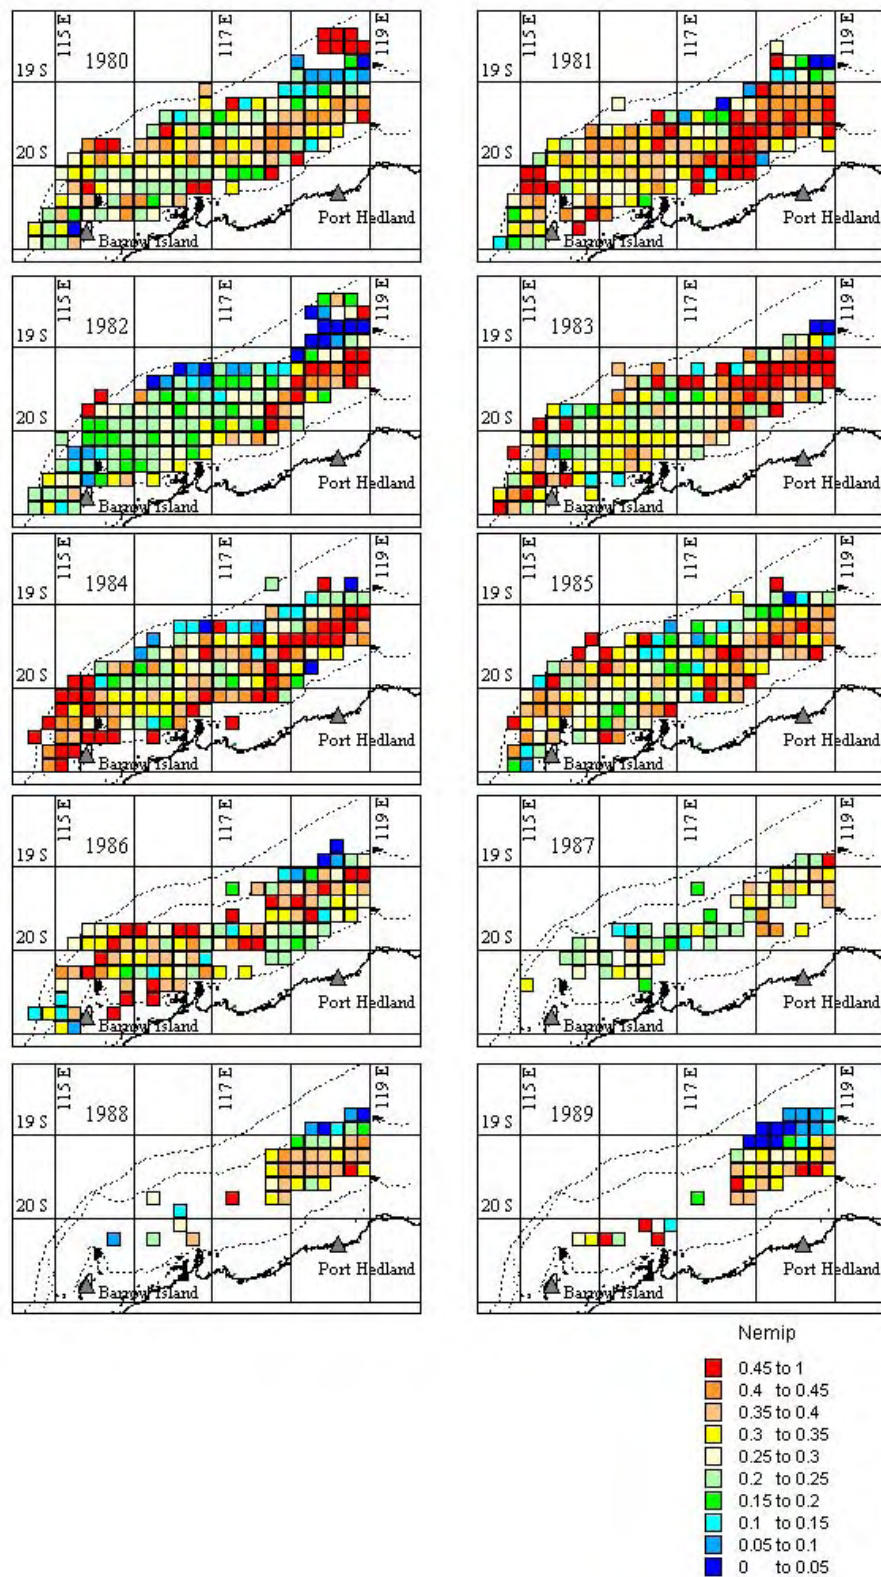 115 E 1980 117 E 119 E
19 S
20 S
Port Hedland
Barrow Island
115 E 1981 117 E 119 E
19 S
20 S
Port Hedland
Barrow Island
115 E 1982 117 E 119 E
19 S
20 S
Port Hedland
Barrow Island
115 E 1983 117 E 119 E
19 S
20 S
Port Hedland
Barrow Island
115 E 1984 117 E 119 E
19 S
20 S
Port Hedland
Barrow Island
115 E 1985 117 E 119 E
19 S
20 S
Port Hedland
Barrow Island
115 E 1986 117 E 119 E
19 S
20 S
Port Hedland
Barrow Island
115 E 1987 117 E 119 E
19 S
20 S
Port Hedland
Barrow Island
115 E 1988 117 E 119 E
19 S
20 S
Port Hedland
Barrow Island
115 E 1989 117 E 119 E
19 S
20 S
Port Hedland
Barrow Island
Nemip
0.45 to 1
0.4 to 0.45
0.35 to 0.4
0.3 to 0.35
0.25 to 0.3
0.2 to 0.25
0.15 to 0.2
0.1 to 0.15
0.05 to 0.1
0 to 0.05